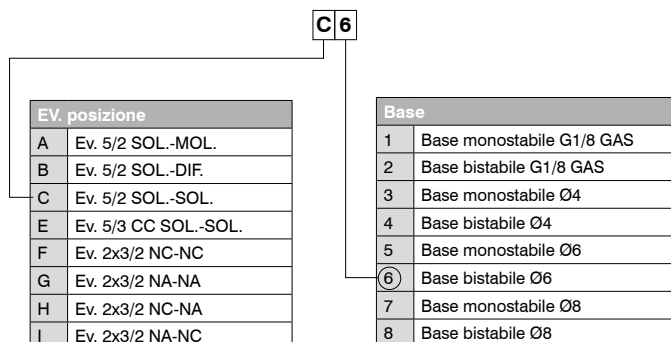 C 6
EV. posizione
A Ev. 5/2 SOL.-MOL.
B Ev. 5/2 SOL.-DIF.
C Ev. 5/2 SOL.-SOL.
E Ev. 5/3 CC SOL.-SOL.
F Ev. 2x3/2 NC-NC
G Ev. 2x3/2 NA-NA
H Ev. 2x3/2 NC-NA
I Ev. 2x3/2 NA-NC
Base
1 Base monostabile G1/8 GAS
2 Base bistabile G1/8 GAS
3 Base monostabile Ø4
4 Base bistabile Ø4
5 Base monostabile Ø6
6 Base bistabile Ø6
7 Base monostabile Ø8
8 Base bistabile Ø8